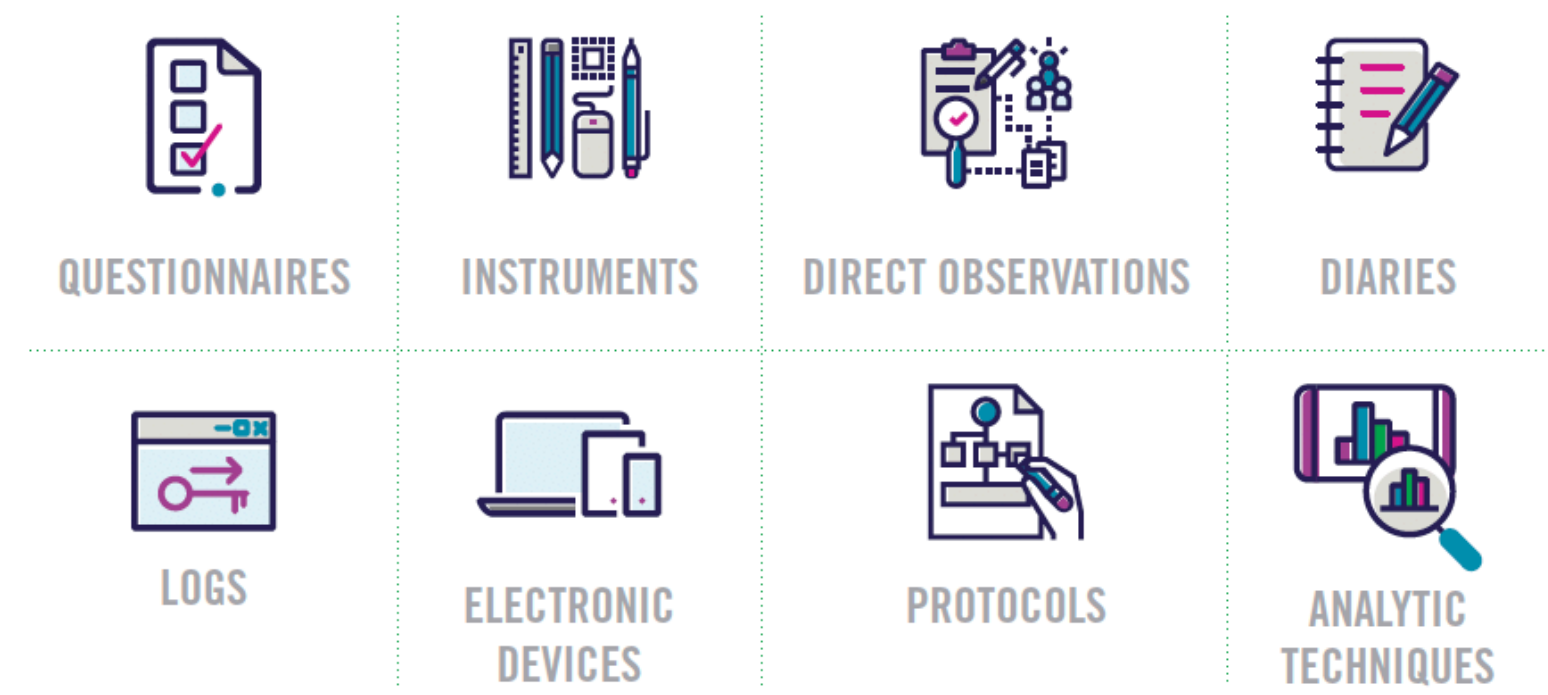 QUESTIONNAIRES
INSTRUMENTS
DIRECT OBSERVATIONS
DIARIES
LOGS
ELECTRONIC
DEVICES
PROTOCOLS
ANALYTIC
TECHNIQUES